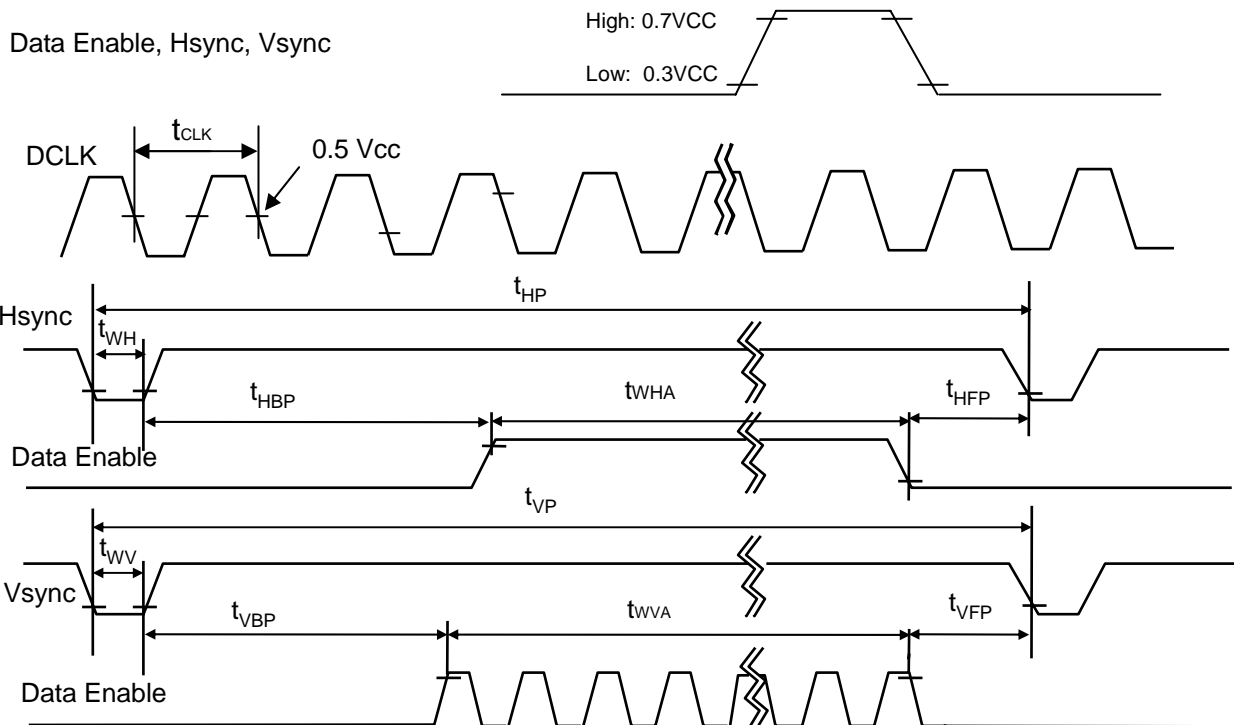 High: 0.7VCC
Data Enable, Hsync, Vsync
Low: 0.3VCC
tCLK
DCLK
0.5 Vcc
tHP
Hsync
tWH
tHBP
tWHA
tHFP
Data Enable
tVP
tWV
Vsync
tVBP
tWVA
tVFP
Data Enable